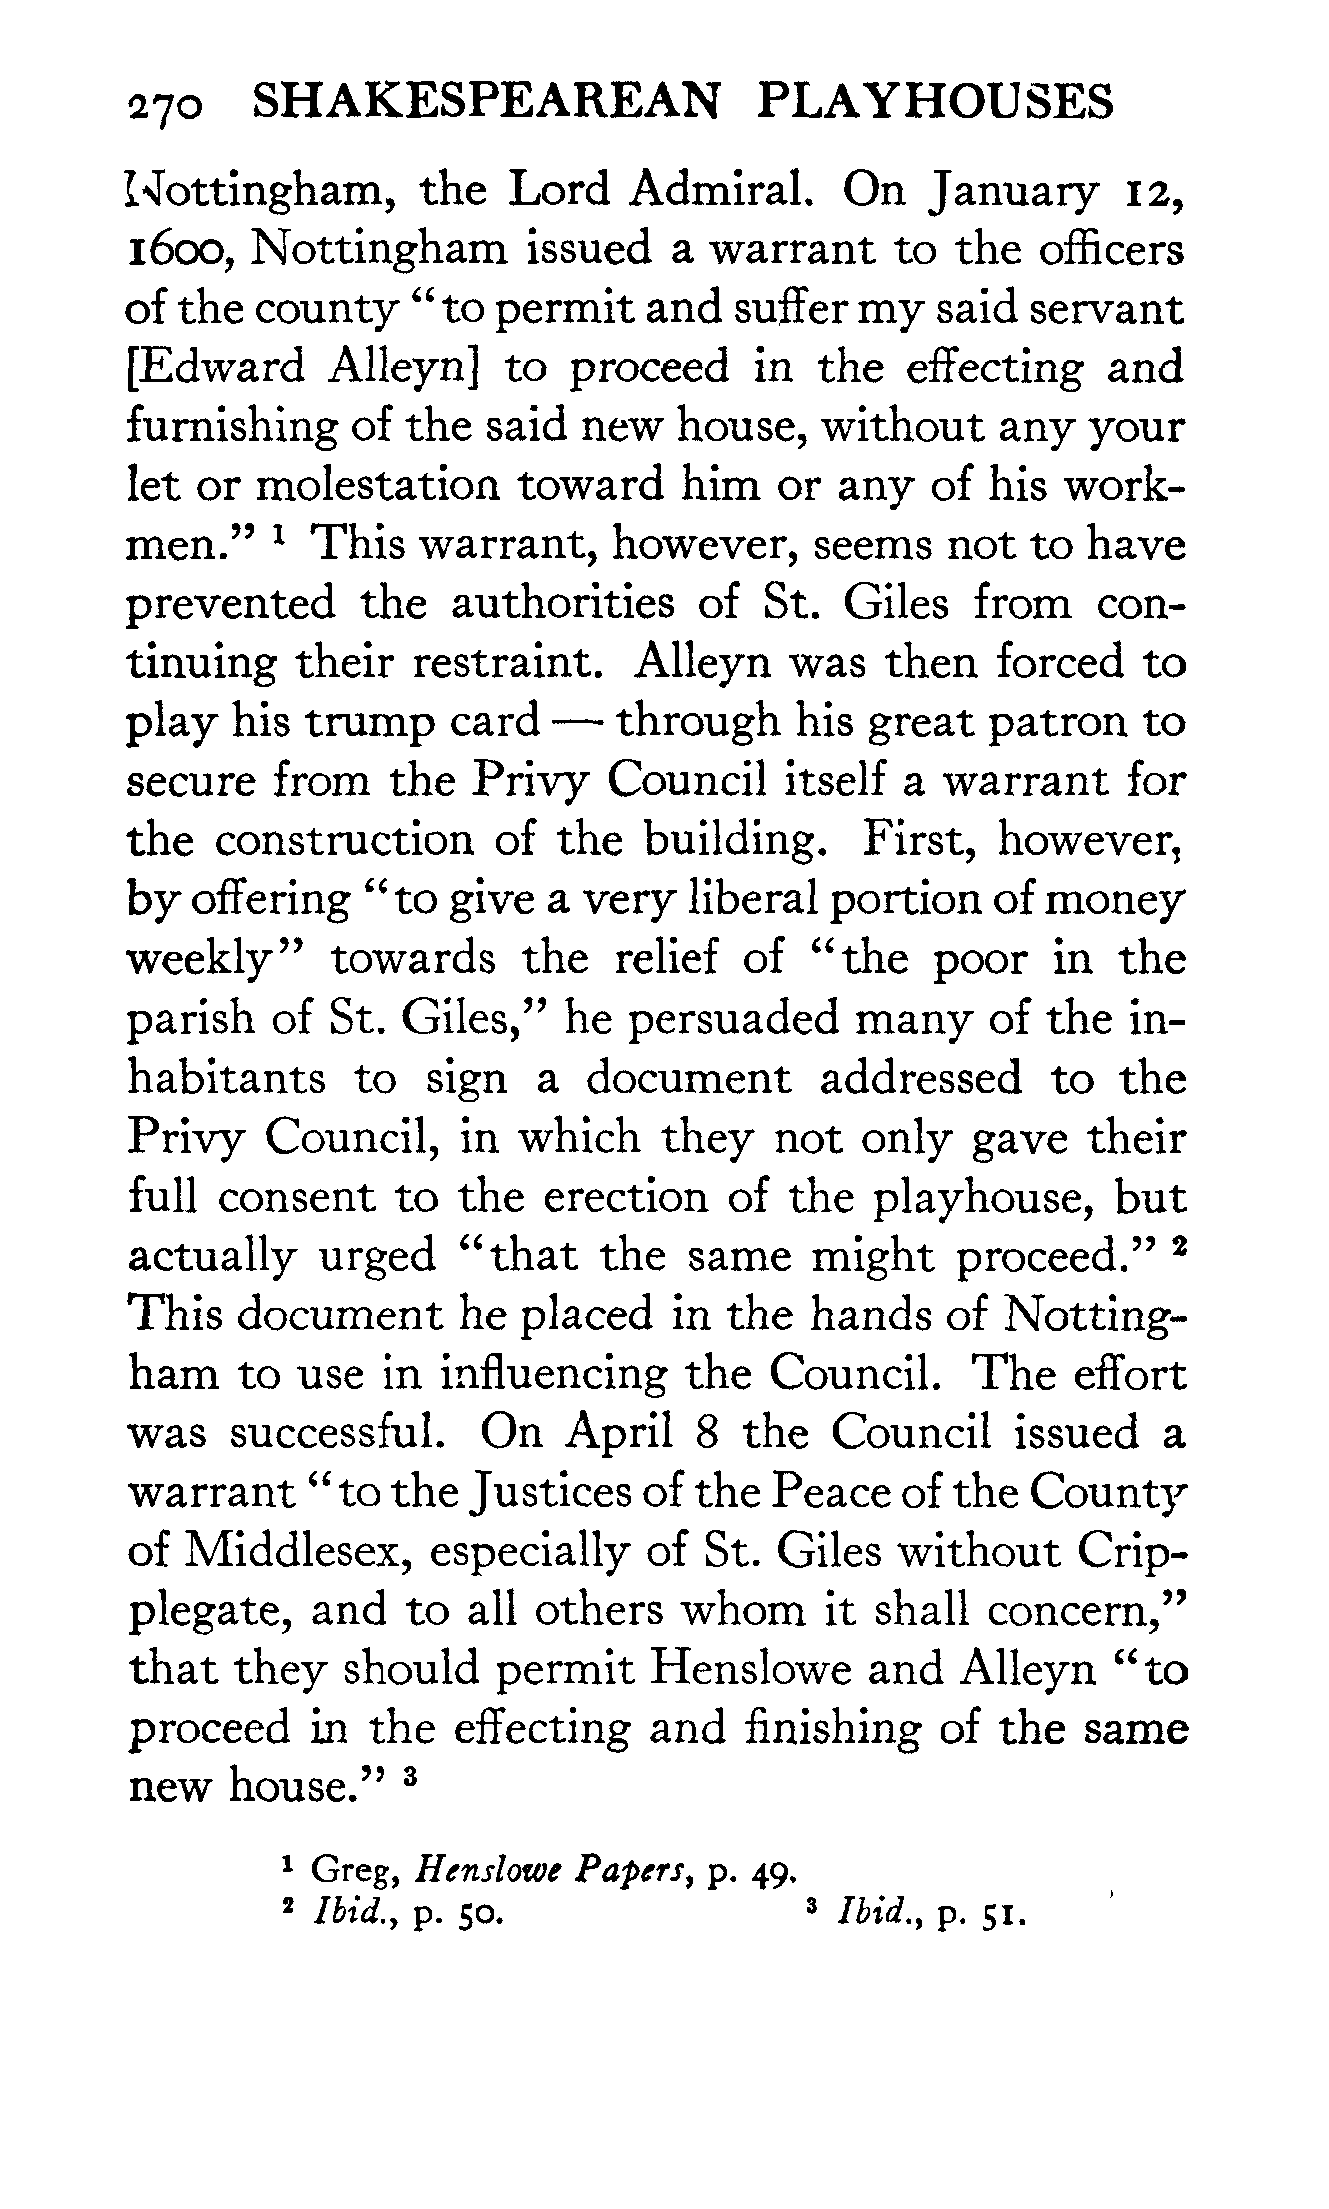 270 SHAKESPEAREAN PLAYHOUSES
Nottingham, the Lord Admiral. On January 12,
1600, Nottingham issued a warrant to the officers
of the county "to permit and suffer my said servant
[Edward Alleyn] to proceed in the effecting and
furnishing of the said new house, without any your
let or molestation toward him or any of his work-
men." ¹ This warrant, however, seems not to have
prevented the authorities of St. Giles from con-
tinuing their restraint. Alleyn was then forced to
play his trump card — through his great patron to
secure from the Privy Council itself a warrant for
the construction of the building. First, however,
by offering "to give a very liberal portion of money
weekly" towards the relief of "the poor in the
parish of St. Giles," he persuaded many of the in-
habitants to sign a document addressed to the
Privy Council, in which they not only gave their
full consent to the erection of the playhouse, but
actually urged "that the same might proceed." ²
This document he placed in the hands of Notting-
ham to use in influencing the Council. The effort
was successful. On April 8 the Council issued a
warrant "to the Justices of the Peace of the County
of Middlesex, especially of St. Giles without Crip-
plegate, and to all others whom it shall concern,"
that they should permit Henslowe and Alleyn "to
proceed in the effecting and finishing of the same
new house." ³
¹ Greg, Henslowe Papers, p. 49.
² Ibid., p. 50. ³ Ibid., p. 51.